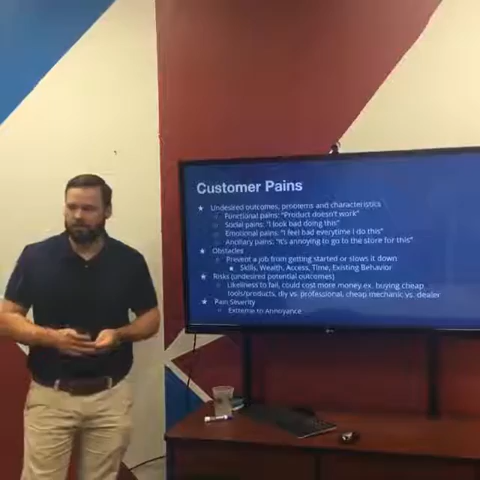 Customer Pains
Undesired outcomes, problems and characteristics
Functional pains: "Product doesn't work"
Social pains: "I look bad doing this"
Emotional pains: "I feel bad everytime I do this"
Ancillary pains: "It's annoying to go to the store for this"
Obstacles
Prevent a job from getting started or slows it down
Skills, Wealth, Access, Time, Existing Behavior
Risks (undesired potential outcomes)
Likeliness to fail, could cost more money.ex. buying cheap
tools/products, diy vs. professional, cheap mechanic vs. dealer
Pain Severity
Extreme to Annoyance